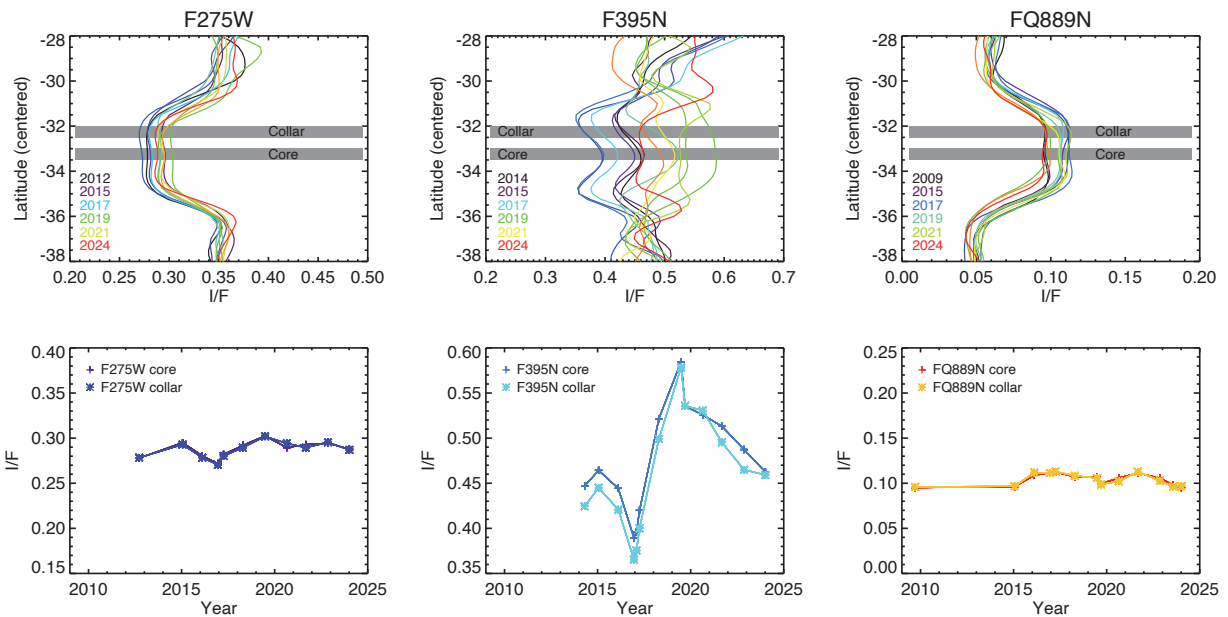 F275W
-28
-30
-32
-34
-36
-38
Latitude (centered)
Collar
Core
2012
2015
2017
2019
2021
2024
0.20 0.25 0.30 0.35 0.40 0.45 0.50
I/F
F395N
-28
-30
-32
-34
-36
-38
Latitude (centered)
Collar
Core
2014
2015
2017
2019
2021
2024
0.2 0.3 0.4 0.5 0.6 0.7
I/F
FQ889N
-28
-30
-32
-34
-36
-38
Latitude (centered)
Collar
Core
2009
2015
2017
2019
2021
2024
0.00 0.05 0.10 0.15 0.20
I/F
0.40
0.35
0.30
0.25
0.20
0.15
I/F
F275W core
F275W collar
2010 2015 2020 2025
Year
0.60
0.55
0.50
0.45
0.40
0.35
I/F
F395N core
F395N collar
2010 2015 2020 2025
Year
0.25
0.20
0.15
0.10
0.05
0.00
I/F
FQ889N core
FQ889N collar
2010 2015 2020 2025
Year